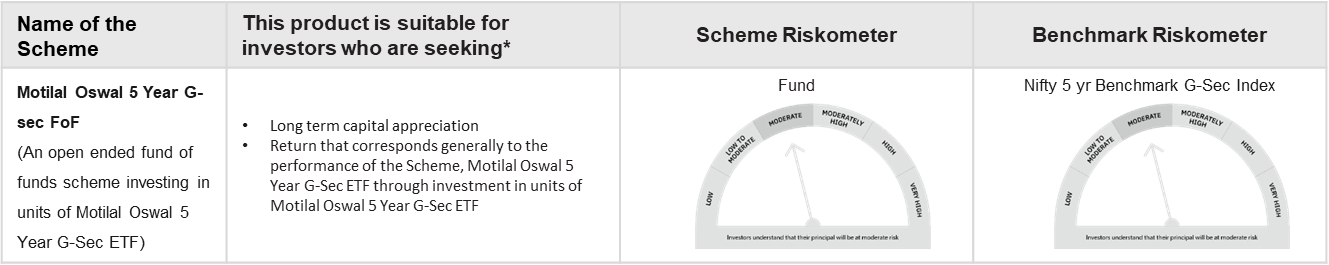 Name of the
Scheme
This product is suitable for
investors who are seeking*
Scheme Riskometer
Benchmark Riskometer
Motilal Oswal 5 Year G-
sec FoF
(An open ended fund of
funds scheme investing in
units of Motilal Oswal 5
Year G-Sec ETF)
• Long term capital appreciation
• Return that corresponds generally to the
performance of the Scheme, Motilal Oswal 5
Year G-Sec ETF through investment in units of
Motilal Oswal 5 Year G-Sec ETF
Fund
LOW
LOW TO
MODERATE
MODERATE
MODERATELY
HIGH
HIGH
VERY HIGH
Investors understand that their principal will be at moderate risk
Nifty 5 yr Benchmark G-Sec Index
LOW
LOW TO
MODERATE
MODERATE
MODERATELY
HIGH
HIGH
VERY HIGH
Investors understand that their principal will be at moderate risk